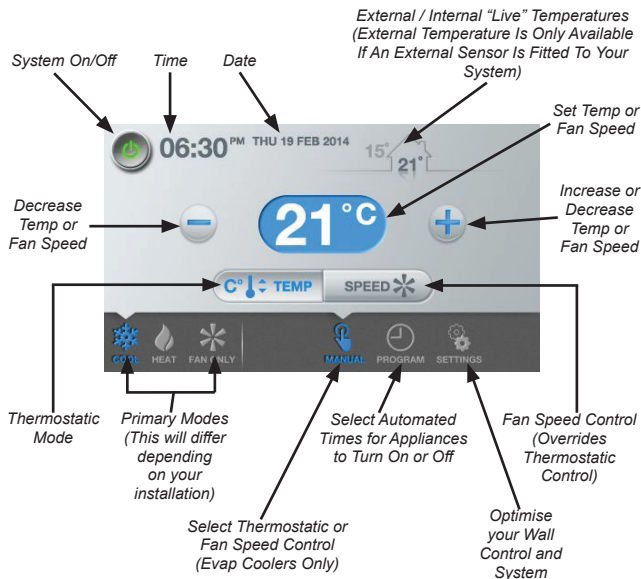 External / Internal “Live” Temperatures
(External Temperature Is Only Available
If An External Sensor Is Fitted To Your
System)
System On/Off
Time
Date
Set Temp or
Fan Speed
06:30 PM THU 19 FEB 2014
15°
21°
Decrease
Temp or
Fan Speed
21°C
Increase or
Decrease
Temp or
Fan Speed
C° TEMP
SPEED
COOL
HEAT
FAN ONLY
MANUAL
PROGRAM
SETTINGS
Thermostatic
Mode
Primary Modes
(This will differ
depending
on your
installation)
Select Automated
Times for Appliances
to Turn On or Off
Fan Speed Control
(Overrides
Thermostatic
Control)
Select Thermostatic or
Fan Speed Control
(Evap Coolers Only)
Optimise
your Wall
Control and
System